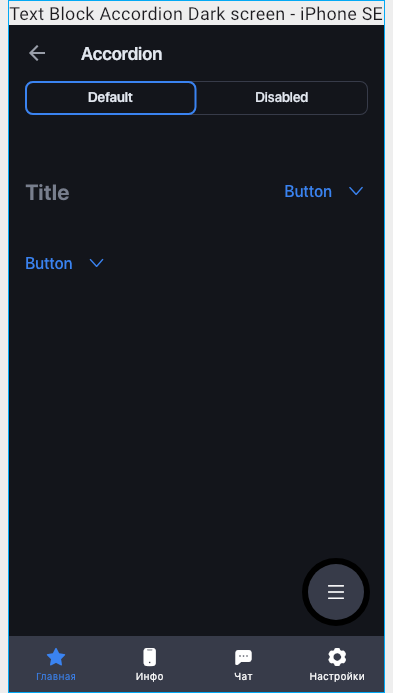 Text Block Accordion Dark screen - iPhone SE
Accordion
Default Disabled
Title Button
Button
Главная Инфо Чат Настройки